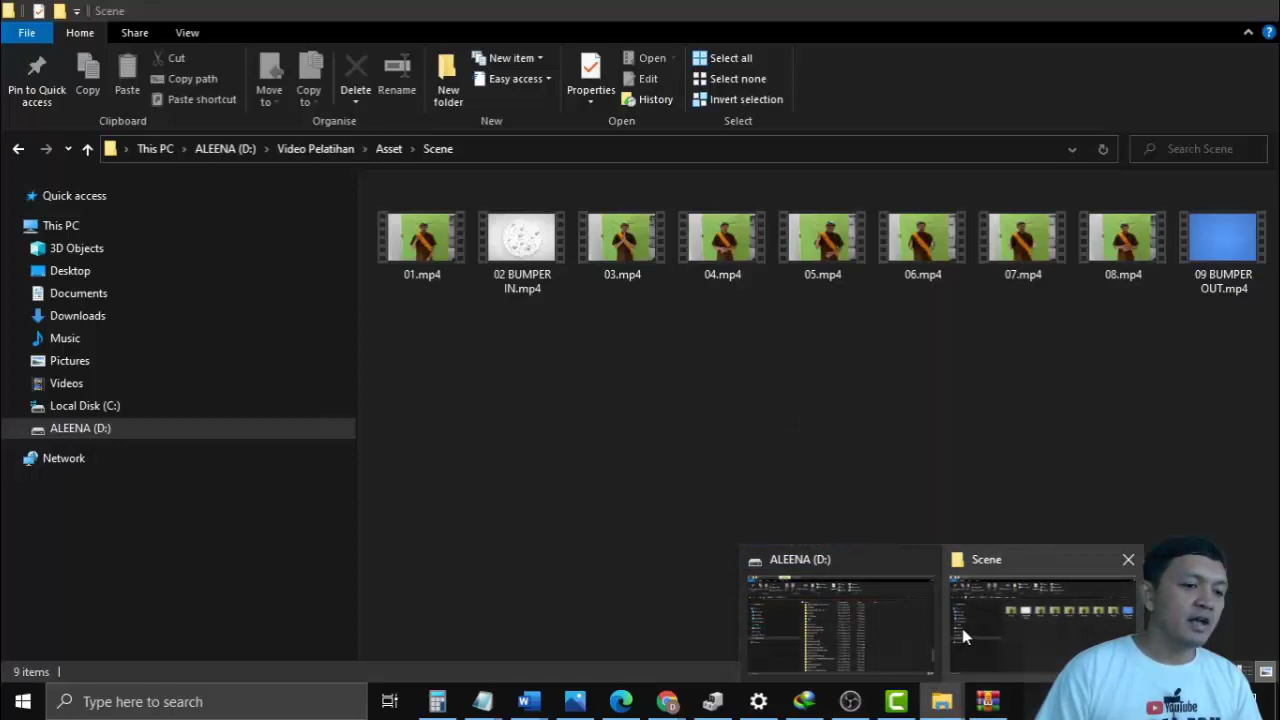 Scene
File Home Share View
Pin to Quick access
Copy
Paste
Cut
Copy path
Paste shortcut
Clipboard
Move to
Copy to
Delete
Rename
Organise
New folder
New item
Easy access
New
Properties
Open
Edit
History
Open
Select all
Select none
Invert selection
Select
This PC › ALEENA (D:) › Video Pelatihan › Asset › Scene
Search Scene
Quick access
This PC
3D Objects
Desktop
Documents
Downloads
Music
Pictures
Videos
Local Disk (C:)
ALEENA (D:)
Network
01.mp4
02 BUMPER
IN.mp4
03.mp4
04.mp4
05.mp4
06.mp4
07.mp4
08.mp4
09 BUMPER
OUT.mp4
ALEENA (D:)
Scene
9 items
Type here to search
YouTube